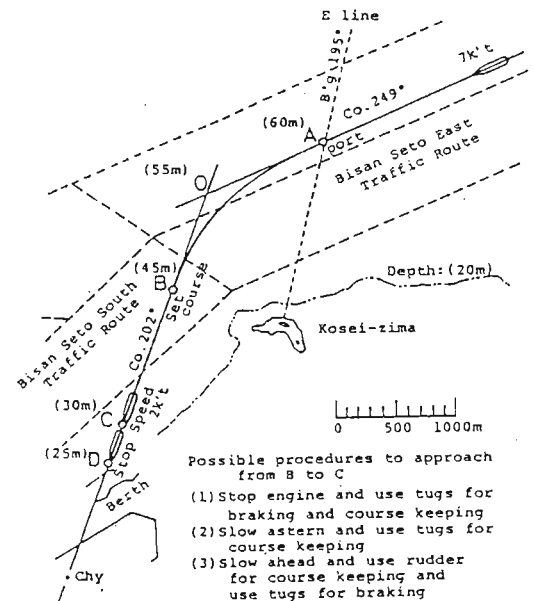 E line
B'g(195°
7k't
Co.249°
(60m)
A
port
Bisan Seto East
Traffic Route
(55m)
O
(45m)
B
Set
course
Bisan Seto South
Traffic Route
Co.202°
Depth:(20m)
Kosei-zima
(30m)
C
Speed
2k't
(25m)
D
Stop
Berth
Chy
0 500 1000m
Possible procedures to approach
from B to C
(1)Stop engine and use tugs for
braking and course keeping
(2)Slow astern and use tugs for
course keeping
(3)Slow ahead and use rudder
for course keeping and
use tugs for braking